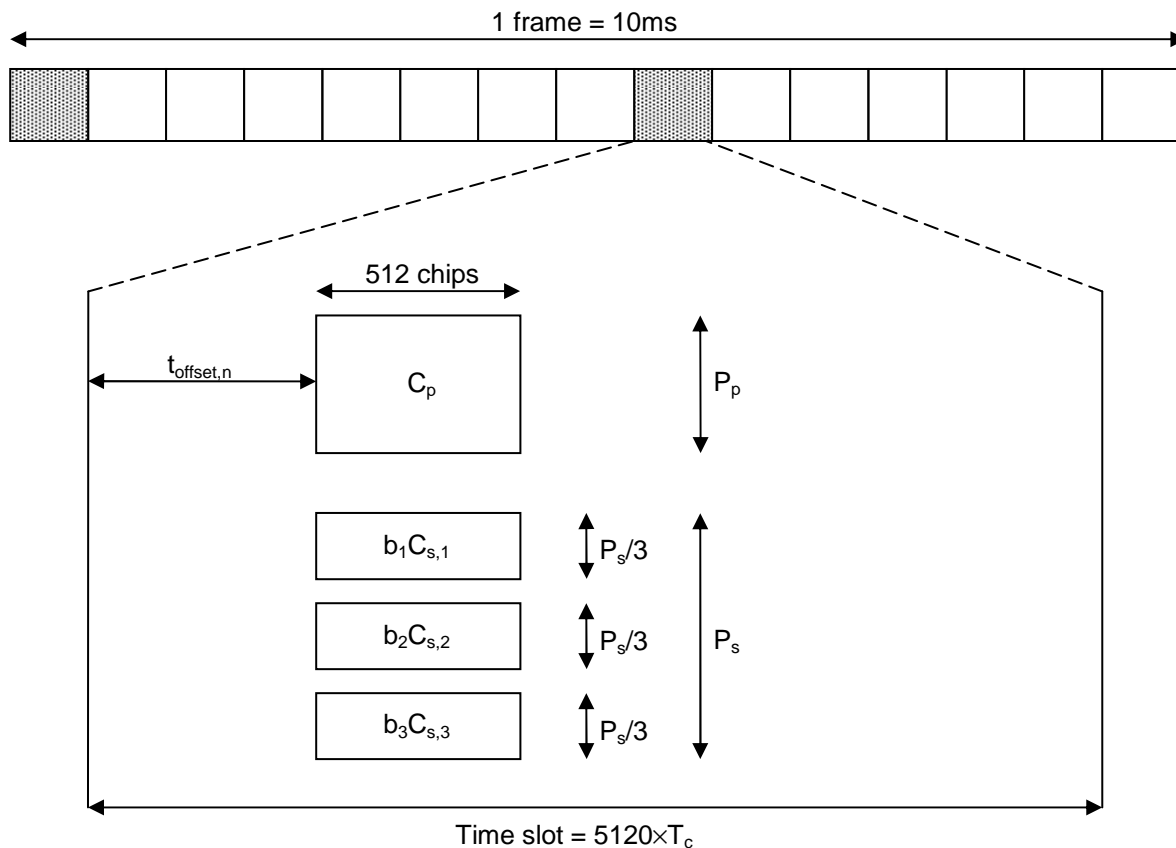 1 frame = 10ms
512 chips
t_offset,n
C_p
P_p
b_1C_s,1
P_s/3
b_2C_s,2
P_s/3
P_s
b_3C_s,3
P_s/3
Time slot = 5120×T_c